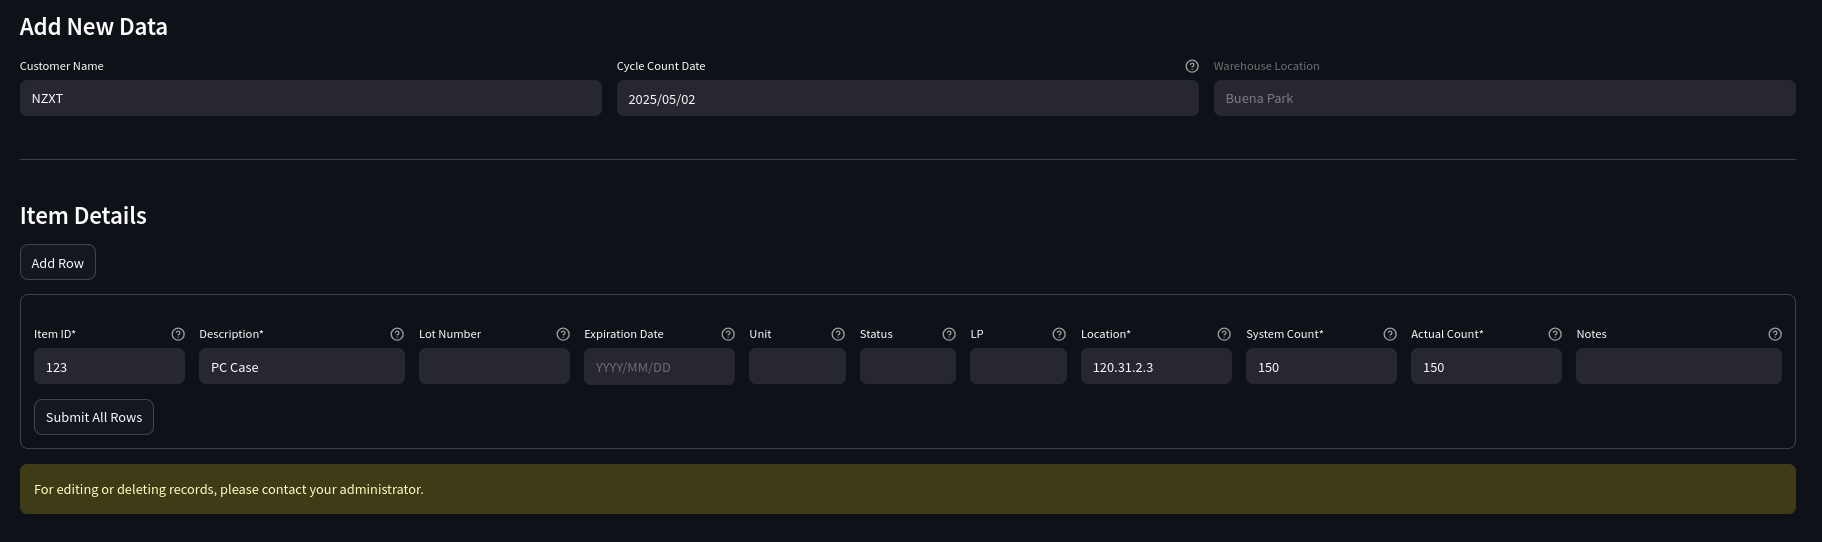 Add New Data
Customer Name Cycle Count Date Warehouse Location
NZXT 2025/05/02 Buena Park
Item Details
Add Row
Item ID* Description* Lot Number Expiration Date Unit Status LP Location* System Count* Actual Count* Notes
123 PC Case YYYY/MM/DD 120.31.2.3 150 150
Submit All Rows
For editing or deleting records, please contact your administrator.